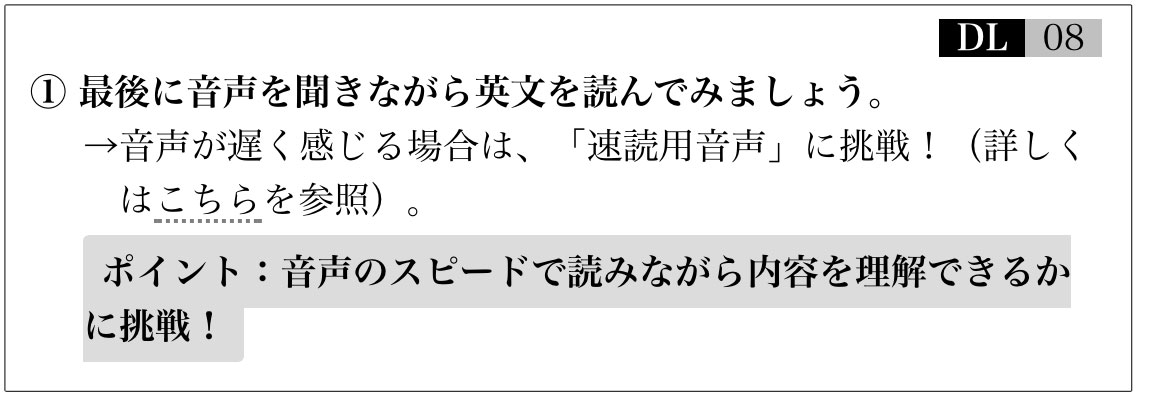 DL 08
① 最後に音声を聞きながら英文を読んでみましょう。
→音声が遅く感じる場合は、「速読用音声」に挑戦！（詳しく
はこちらを参照）。
ポイント：音声のスピードで読みながら内容を理解できるか
に挑戦！